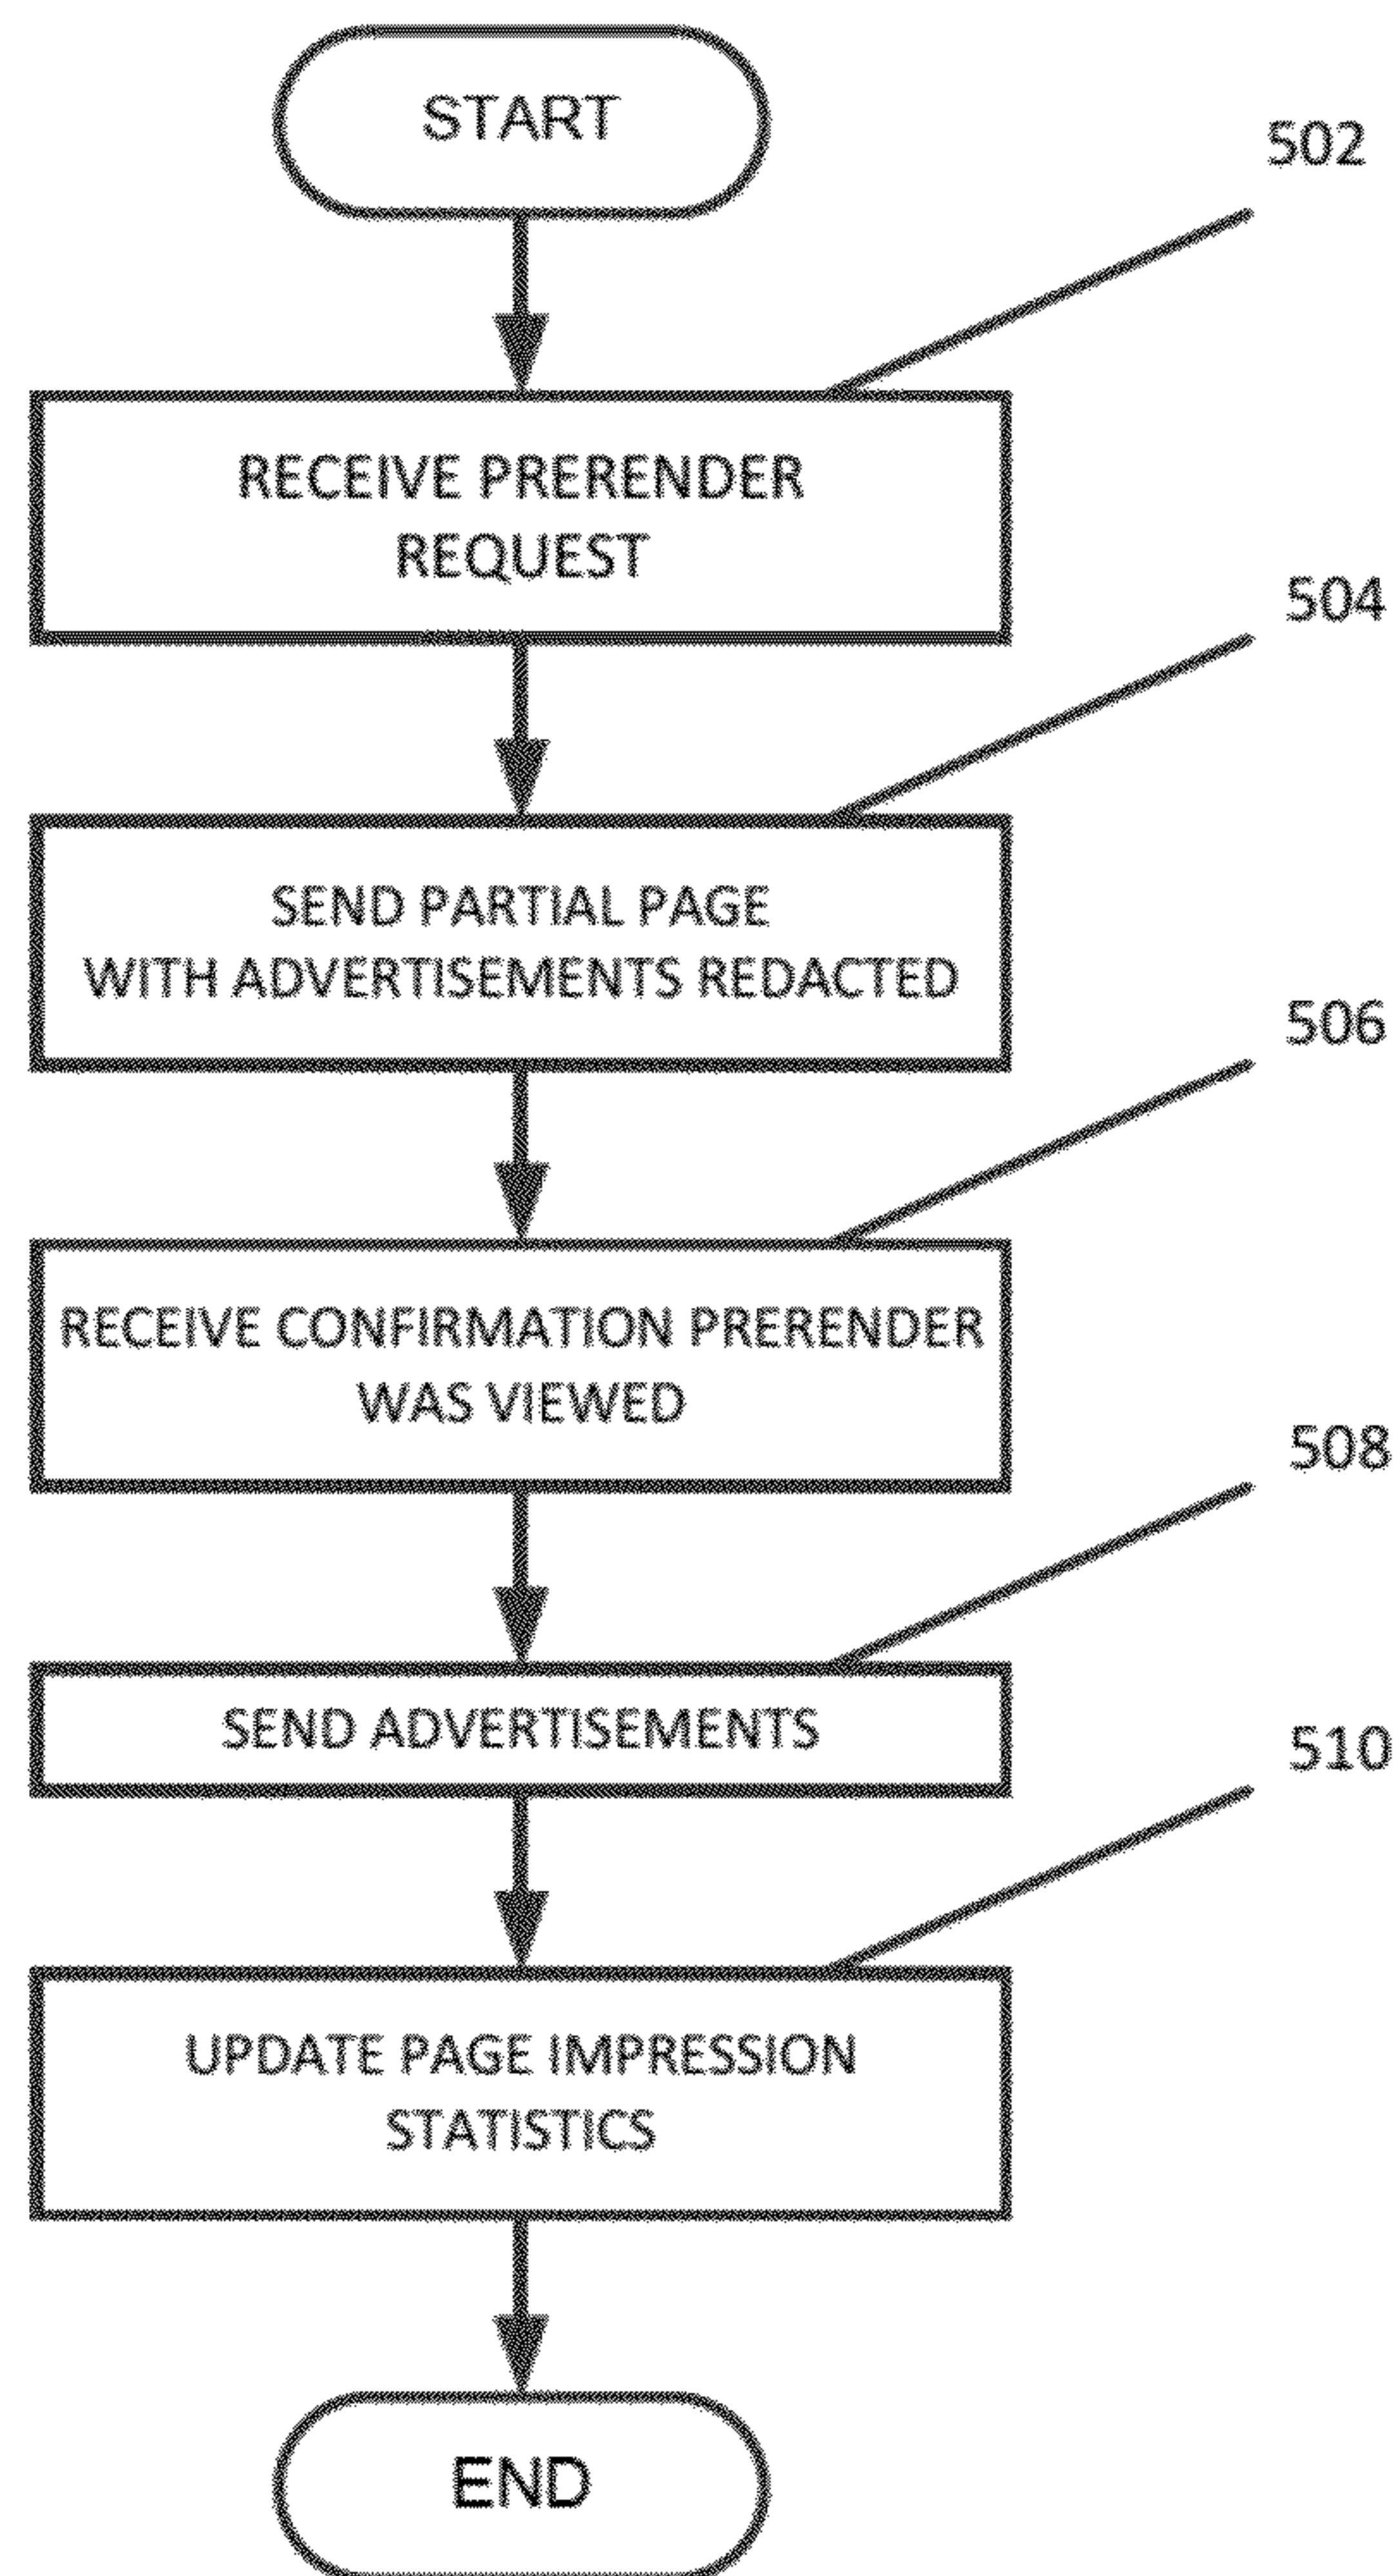 START
502
RECEIVE PRERENDER
REQUEST
504
SEND PARTIAL PAGE
WITH ADVERTISEMENTS REDACTED
506
RECEIVE CONFIRMATION PRERENDER
WAS VIEWED
508
SEND ADVERTISEMENTS
510
UPDATE PAGE IMPRESSION
STATISTICS
END